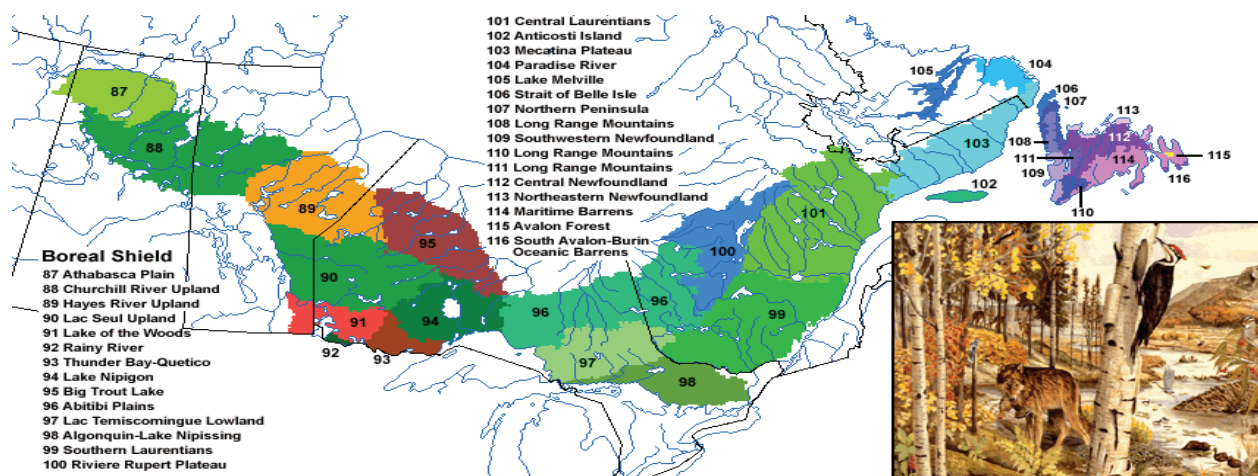 101 Central Laurentians
102 Anticosti Island
103 Mecatina Plateau
104 Paradise River
105 Lake Melville
106 Strait of Belle Isle
107 Northern Peninsula
108 Long Range Mountains
109 Southwestern Newfoundland
110 Long Range Mountains
111 Long Range Mountains
112 Central Newfoundland
113 Northeastern Newfoundland
114 Maritime Barrens
115 Avalon Forest
116 South Avalon-Burin
Oceanic Barrens
Boreal Shield
87 Athabasca Plain
88 Churchill River Upland
89 Hayes River Upland
90 Lac Seul Upland
91 Lake of the Woods
92 Rainy River
93 Thunder Bay-Quetico
94 Lake Nipigon
95 Big Trout Lake
96 Abitibi Plains
97 Lac Temiscomingue Lowland
98 Algonquin-Lake Nipissing
99 Southern Laurentians
100 Riviere Rupert Plateau
87
88
89
90
91
92
93
94
95
96
96
97
98
99
100
101
102
103
104
105
106
107
108
109
110
111
112
113
114
115
116